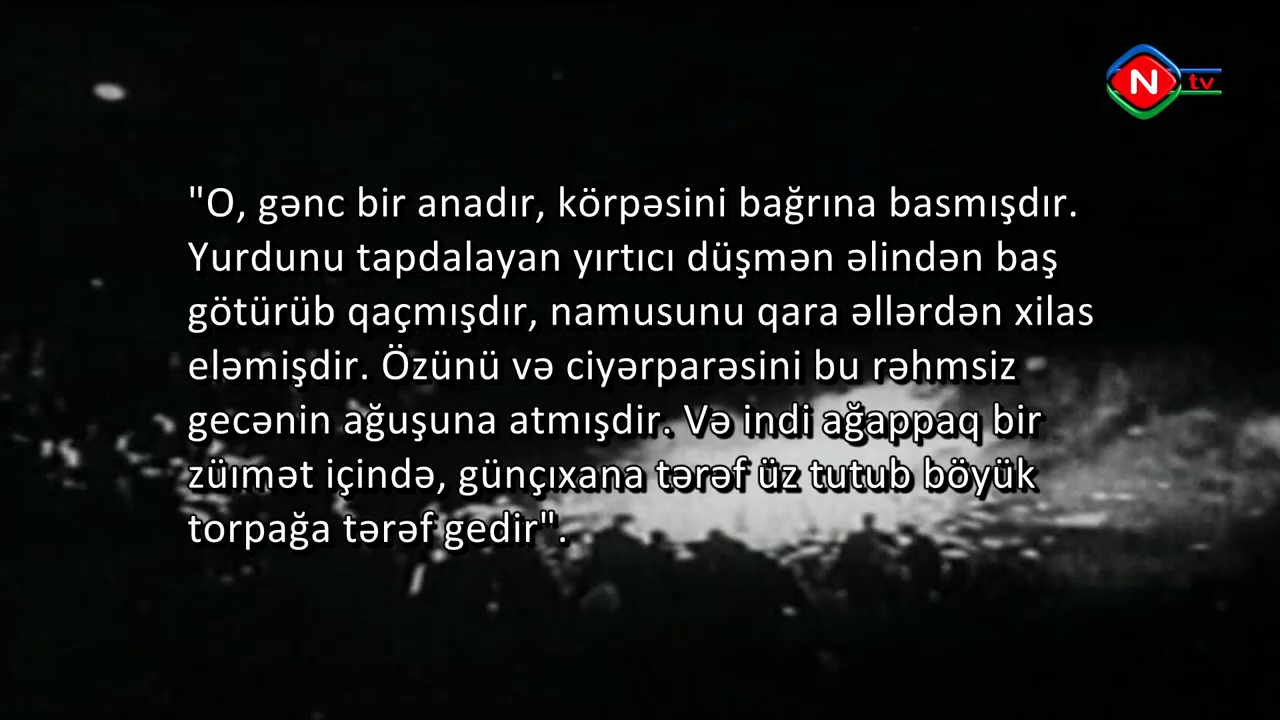 N tv
"O, gənc bir anadır, körpəsini bağrına basmışdır.
Yurdunu tapdalayan yırtıcı düşmən əlindən baş
götürüb qaçmışdır, namusunu qara əllərdən xilas
eləmişdir. Özünü və ciyərparəsini bu rəhmsiz
gecənin ağuşuna atmışdir. Və indi ağappaq bir
züımət içində, günçıxana tərəf üz tutub böyük
torpağa tərəf gedir".